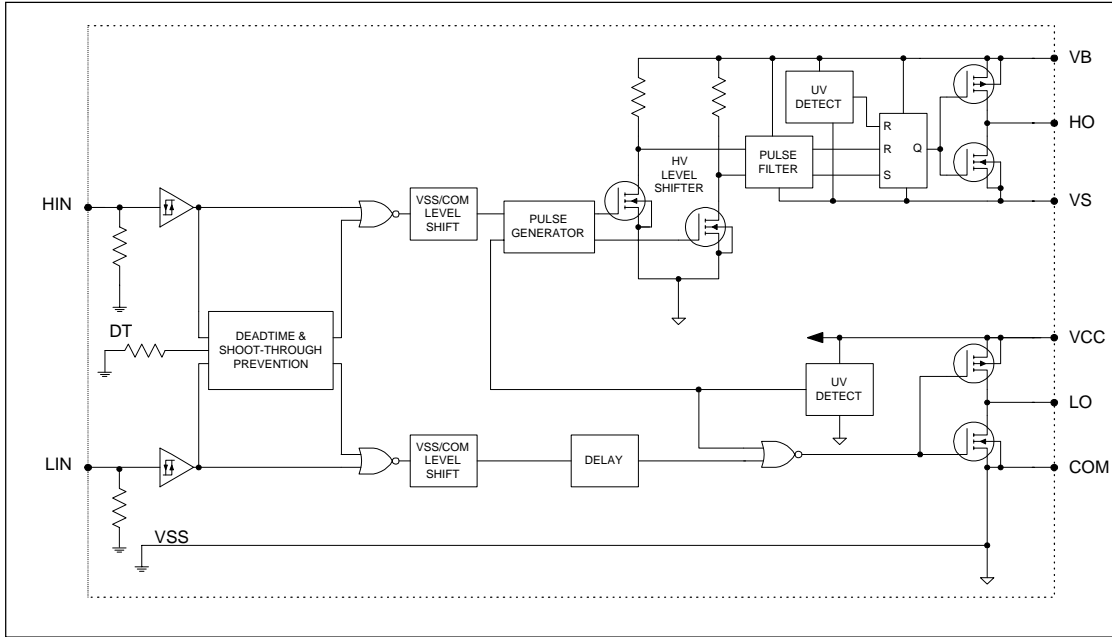 VB
UV
DETECT
HO
R
R
Q
S
PULSE
FILTER
HV
LEVEL
SHIFTER
VS
HIN
VSS/COM
LEVEL
SHIFT
PULSE
GENERATOR
DT
DEADTIME &
SHOOT-THROUGH
PREVENTION
VCC
UV
DETECT
LO
LIN
VSS/COM
LEVEL
SHIFT
DELAY
COM
VSS